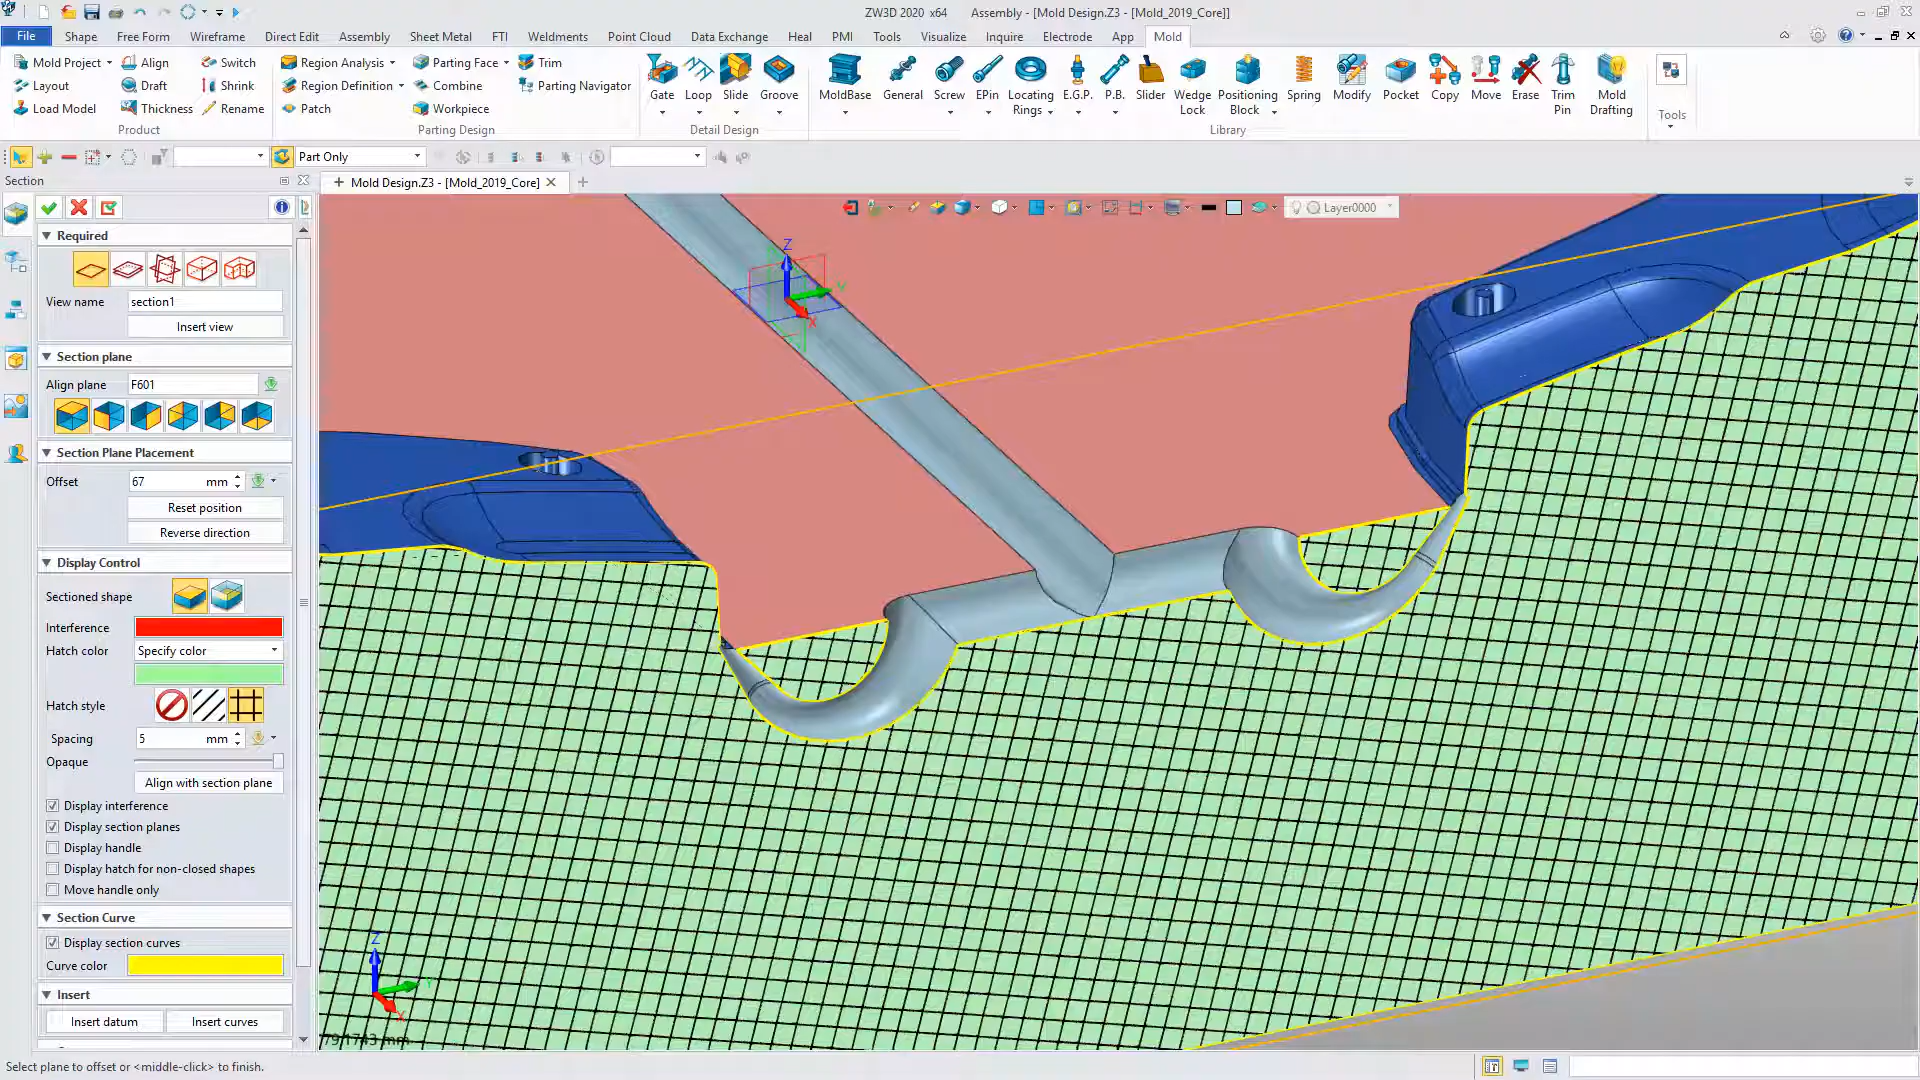 ZW3D 2020 x64 Assembly - [Mold Design.Z3 - [Mold_2019_Core]]
File Shape Free Form Wireframe Direct Edit Assembly Sheet Metal FTI Weldments Point Cloud Data Exchange Heal PMI Tools Visualize Inquire Electrode App Mold
Mold Project Align Switch Region Analysis Parting Face Trim
Layout Draft Shrink Region Definition Combine Parting Navigator
Load Model Thickness Rename Patch Workpiece
Gate Loop Slide Groove MoldBase General Screw EPin Locating Rings E.G.P. P.B. Slider Wedge Lock Positioning Block Spring Modify Pocket Copy Move Erase Trim Pin Mold Drafting Tools
Product Parting Design Detail Design Library
Part Only
Section
Mold Design.Z3 - [Mold_2019_Core]
Layer0000
Required
View name section1
Insert view
Section plane
Align plane F601
Section Plane Placement
Offset 67 mm
Reset position
Reverse direction
Display Control
Sectioned shape
Interference
Hatch color Specify color
Hatch style
Spacing 5 mm
Opaque
Align with section plane
Display interference
Display section planes
Display handle
Display hatch for non-closed shapes
Move handle only
Section Curve
Display section curves
Curve color
Insert
Insert datum Insert curves
Z
Y
X
Z
Y
X
79.1743 mm
Select plane to offset or <middle-click> to finish.